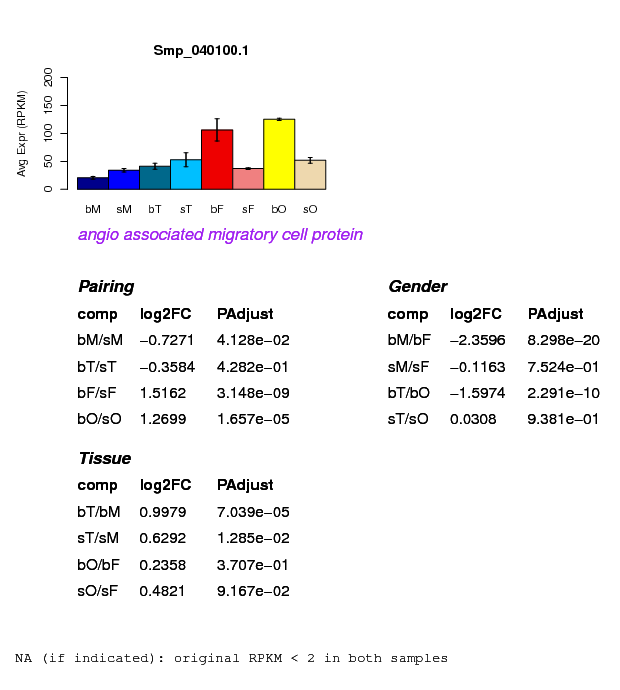 Smp_040100.1
Avg Expr (RPKM)
200
150
100
50
0
bM sM bT sT bF sF bO sO
angio associated migratory cell protein
Pairing
comp log2FC PAdjust
bM/sM −0.7271 4.128e−02
bT/sT −0.3584 4.282e−01
bF/sF 1.5162 3.148e−09
bO/sO 1.2699 1.657e−05
Gender
comp log2FC PAdjust
bM/bF −2.3596 8.298e−20
sM/sF −0.1163 7.524e−01
bT/bO −1.5974 2.291e−10
sT/sO 0.0308 9.381e−01
Tissue
comp log2FC PAdjust
bT/bM 0.9979 7.039e−05
sT/sM 0.6292 1.285e−02
bO/bF 0.2358 3.707e−01
sO/sF 0.4821 9.167e−02
NA (if indicated): original RPKM < 2 in both samples